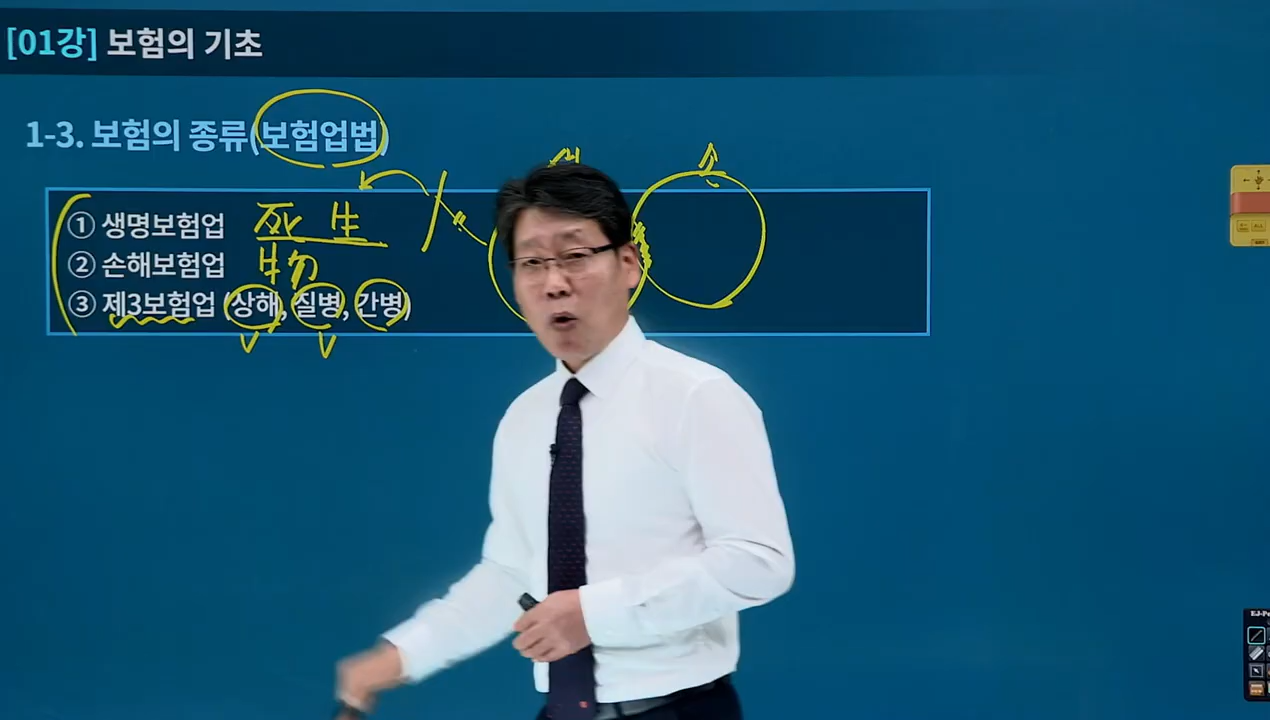 [01강] 보험의 기초
1-3. 보험의 종류(보험업법)
① 생명보험업 死 生
② 손해보험업 物
③ 제3보험업 (상해, 질병, 간병)